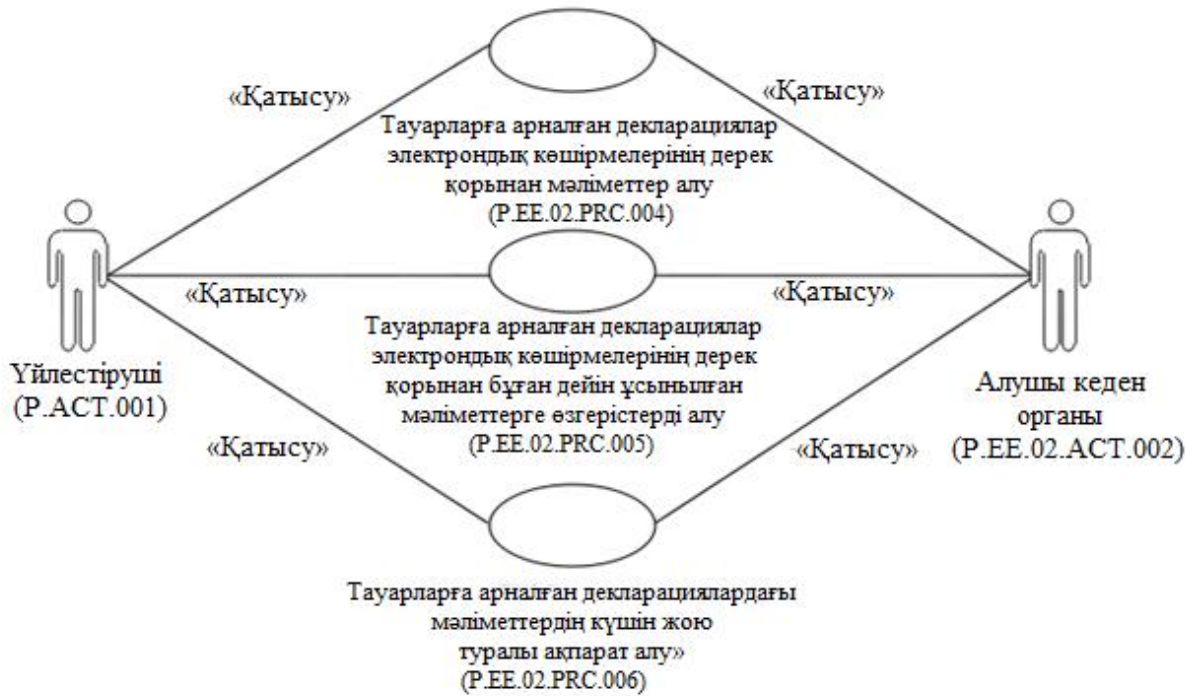 «Қатысу»
«Қатысу»
Тауарларға арналған декларациялар
электрондық көшірмелерінің дерек
қорынан мәліметтер алу
(P.EE.02.PRC.004)
«Қатысу»
«Қатысу»
Тауарларға арналған декларациялар
электрондық көшірмелерінің дерек
қорынан бұған дейін ұсынылған
мәліметтерге өзгерістерді алу
(P.EE.02.PRC.005)
Үйлестіруші
(P.ACT.001)
Алушы кеден
органы
(P.EE.02.ACT.002)
«Қатысу»
«Қатысу»
Тауарларға арналған декларациялардағы
мәліметтердің күшін жою
туралы ақпарат алу»
(P.EE.02.PRC.006)